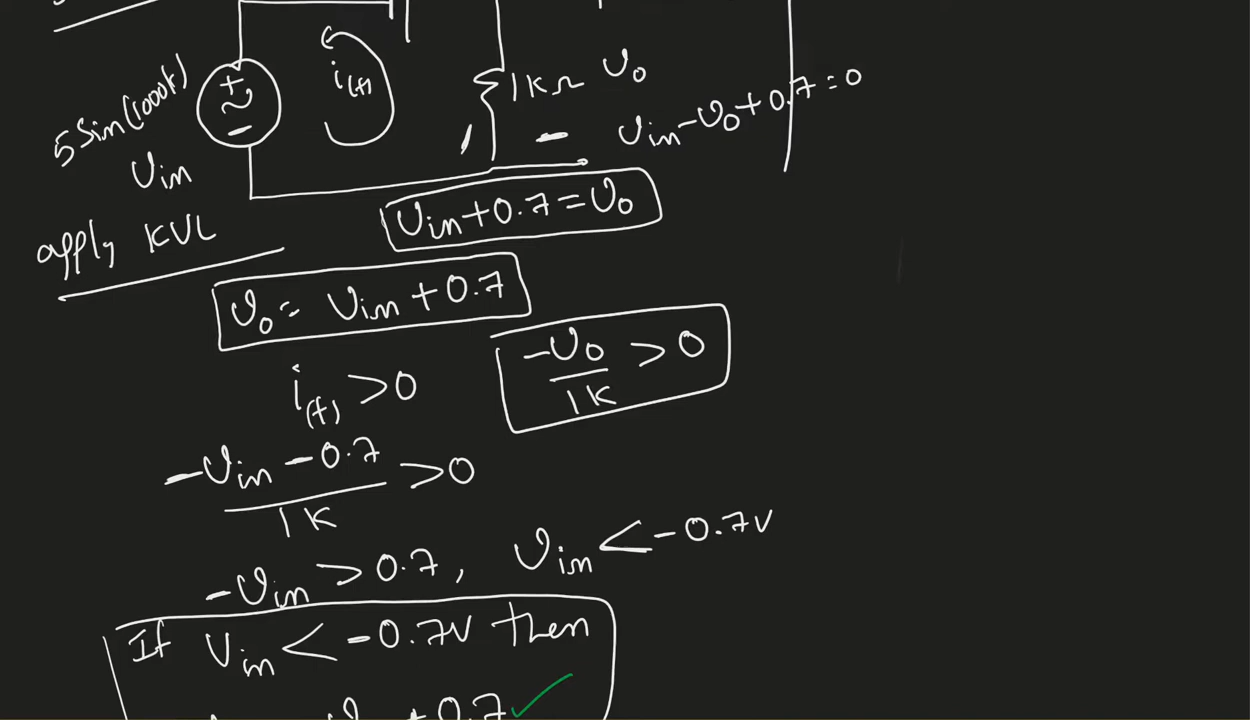 5 Sin(1000t)
i(t)
1KΩ
Vo
Vin
Vin - Vo + 0.7 = 0
Vin + 0.7 = Vo
apply KVL
Vo = Vin + 0.7
-Vo / 1K > 0
i(t) > 0
-Vin - 0.7 / 1K > 0
-Vin > 0.7, Vin < -0.7V
If Vin < -0.7V then
+ 0.7 ✓